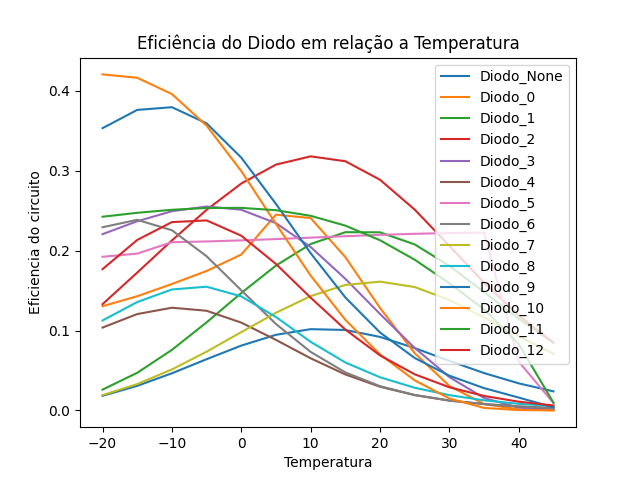 Eficiência do Diodo em relação a Temperatura
Eficiencia do circuito
0.4
0.3
0.2
0.1
0.0
−20
−10
0
10
20
30
40
Temperatura
Diodo_None
Diodo_0
Diodo_1
Diodo_2
Diodo_3
Diodo_4
Diodo_5
Diodo_6
Diodo_7
Diodo_8
Diodo_9
Diodo_10
Diodo_11
Diodo_12